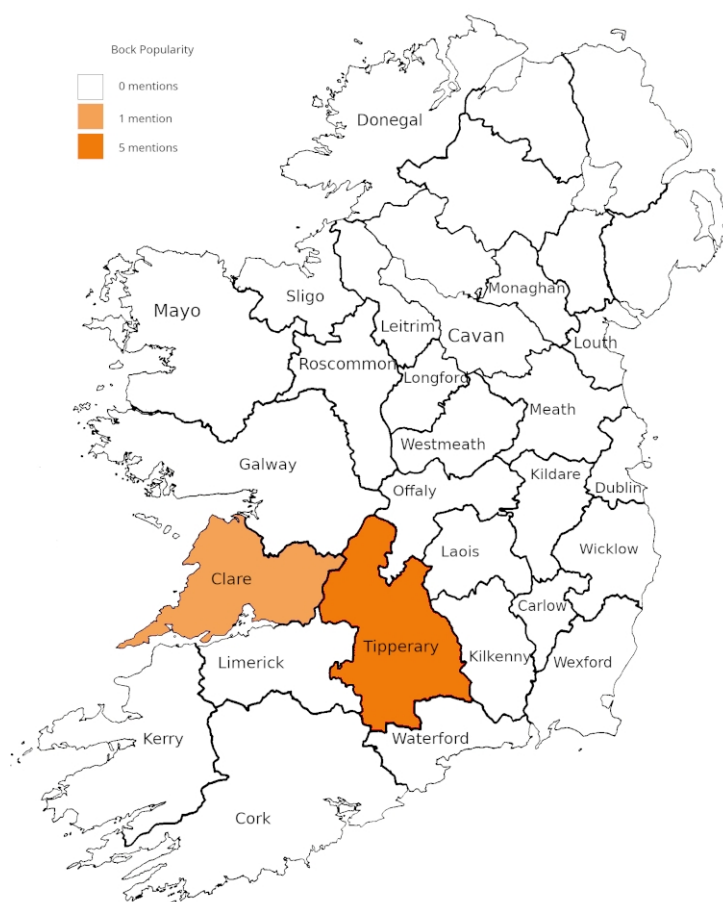 Bock Popularity
0 mentions
1 mention
5 mentions
Donegal
Monaghan
Sligo
Mayo
Leitrim
Cavan
Louth
Roscommon
Longford
Meath
Westmeath
Galway
Kildare
Offaly
Dublin
Laois
Wicklow
Clare
Carlow
Tipperary
Kilkenny
Limerick
Wexford
Kerry
Waterford
Cork